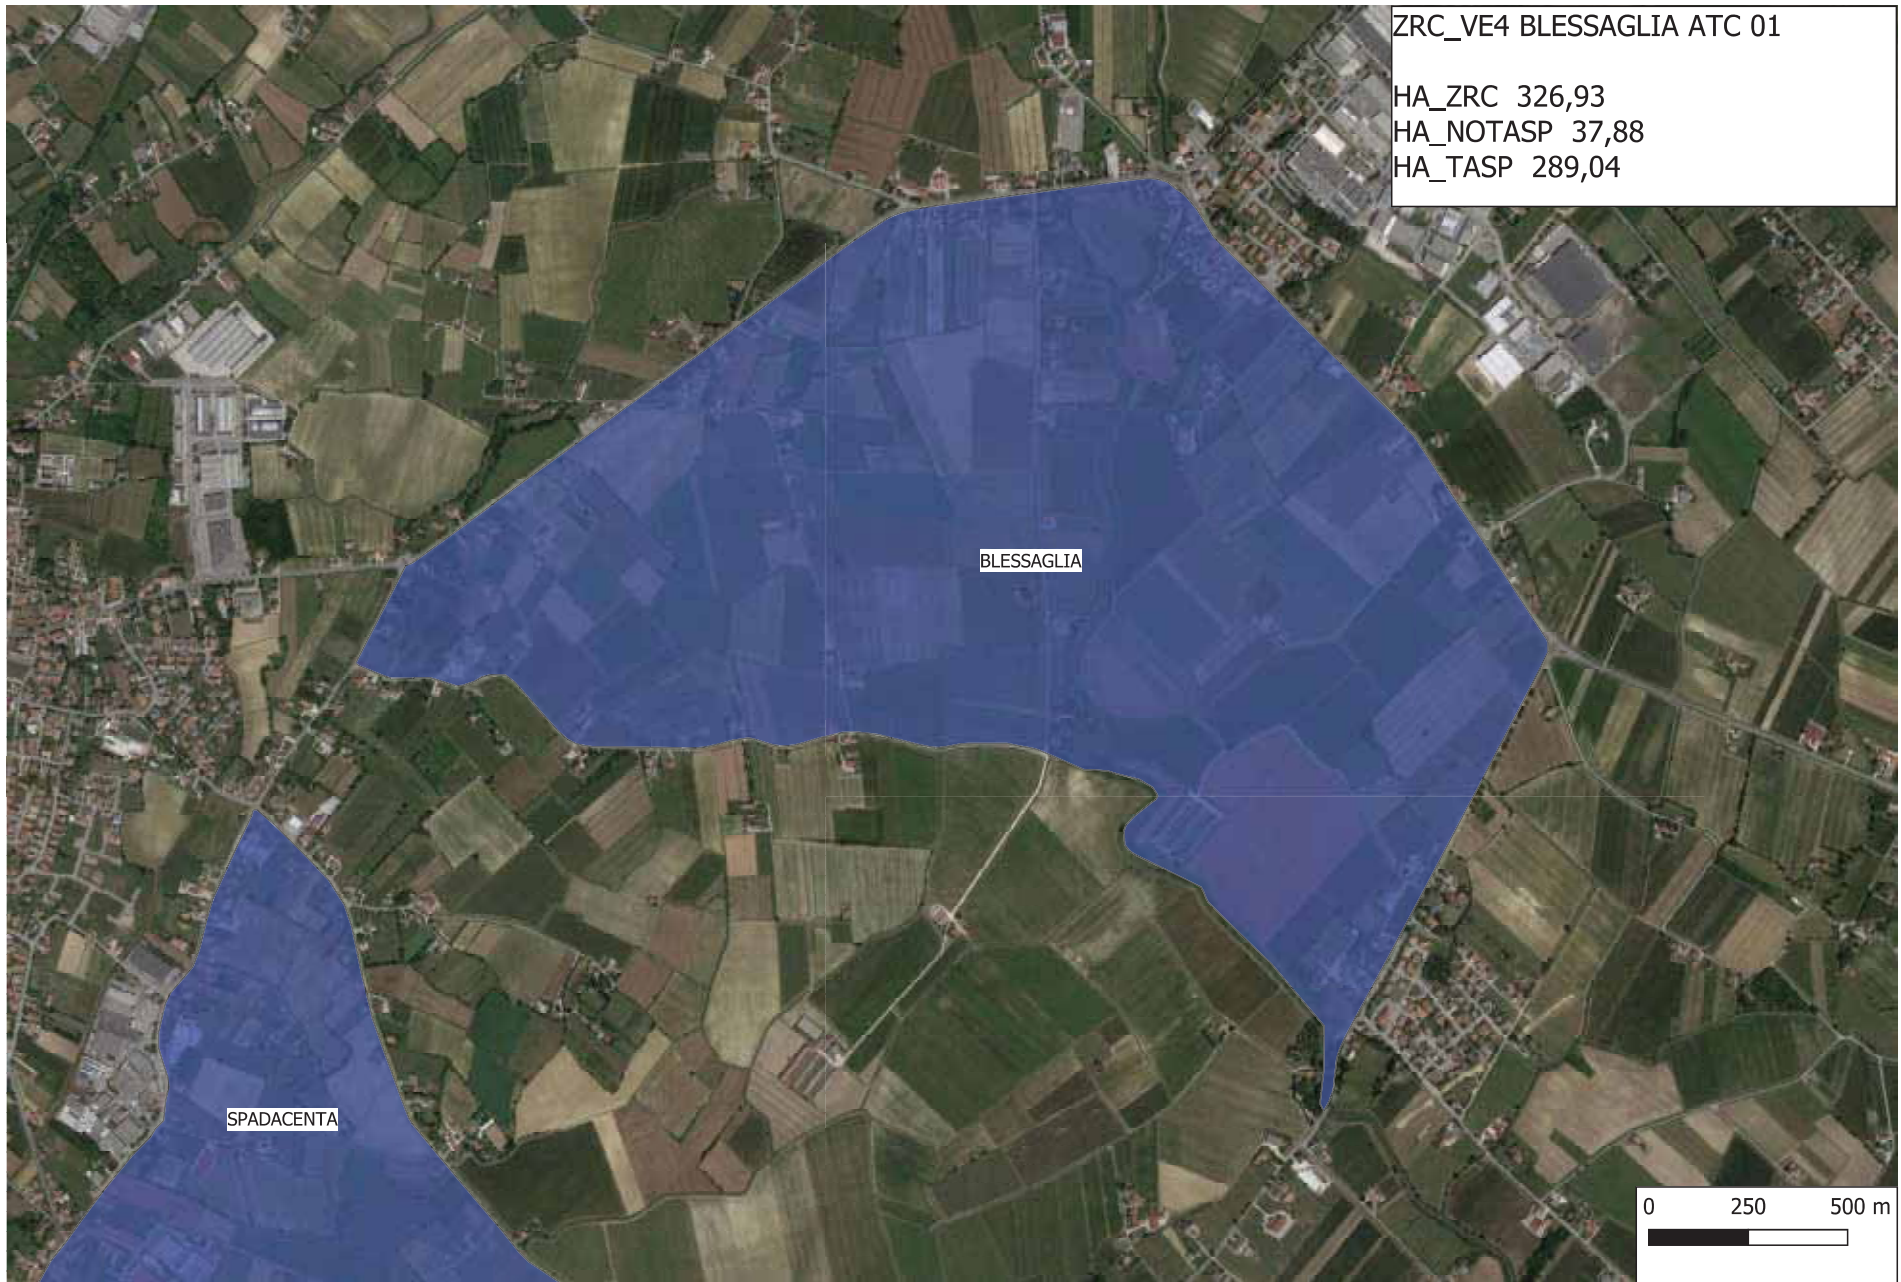 ZRC_VE4 BLESSAGLIA ATC 01
HA_ZRC 326,93
HA_NOTASP 37,88
HA_TASP 289,04
BLESSAGLIA
SPADACENTA
0 250 500 m